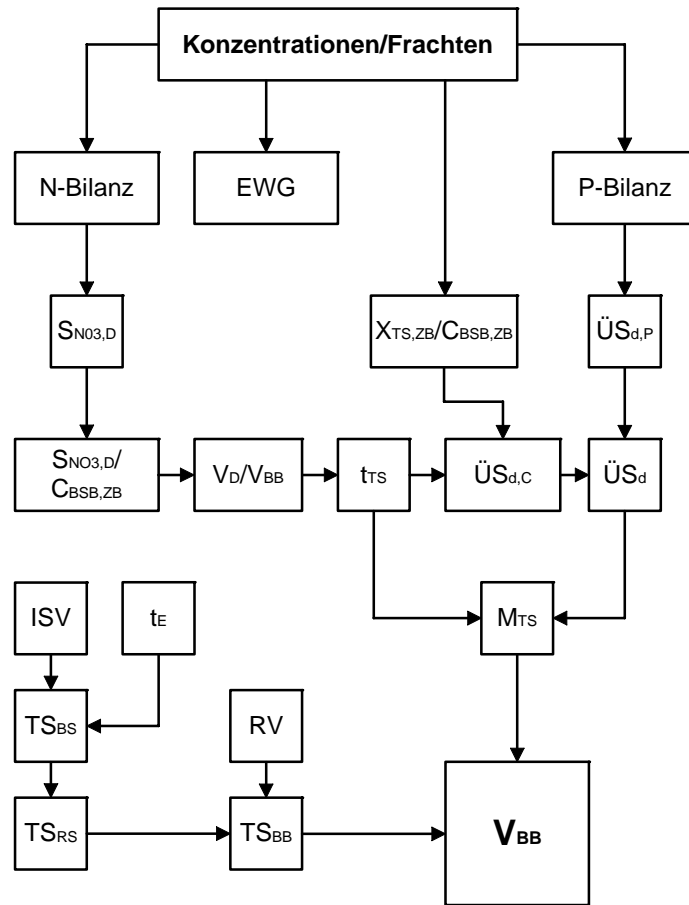 Konzentrationen/Frachten
N-Bilanz
EWG
P-Bilanz
SN03,D
XTS,ZB/CBSB,ZB
ÜSd,P
SNO3,D/
CBSB,ZB
VD/VBB
tTS
ÜSd,C
ÜSd
ISV
tE
MTS
TSBS
RV
TSRS
TSBB
VBB